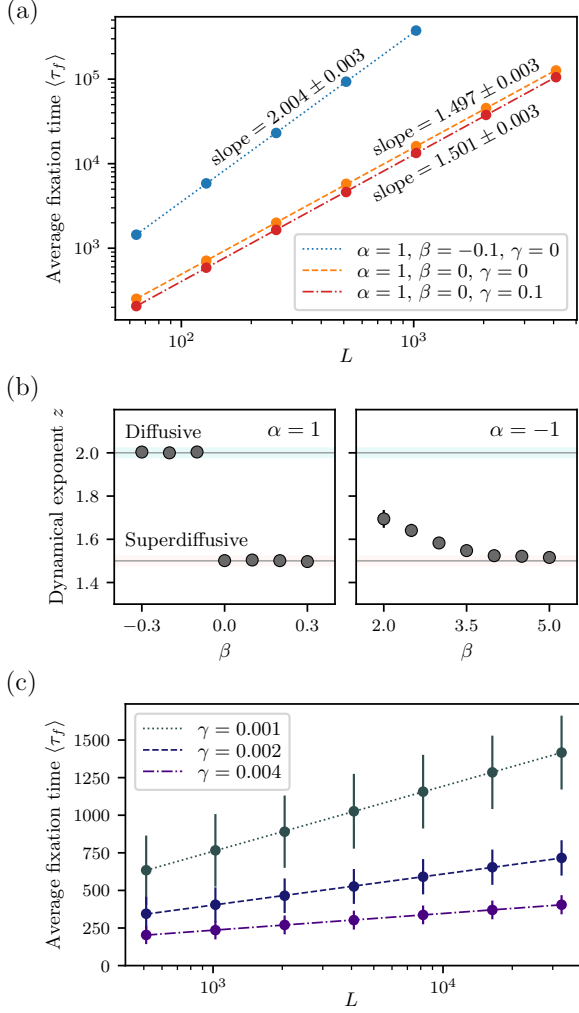 (a)
Average fixation time ⟨τ_f⟩
10^5
10^4
10^3
slope = 2.004 ± 0.003
slope = 1.497 ± 0.003
slope = 1.501 ± 0.003
α = 1, β = −0.1, γ = 0
α = 1, β = 0, γ = 0
α = 1, β = 0, γ = 0.1
10^2
10^3
L
(b)
Dynamical exponent z
2.0
1.8
1.6
1.4
Diffusive
α = 1
Superdiffusive
α = −1
−0.3
0.0
0.3
2.0
3.5
5.0
β
β
(c)
Average fixation time ⟨τ_f⟩
1500
1250
1000
750
500
250
0
γ = 0.001
γ = 0.002
γ = 0.004
10^3
10^4
L